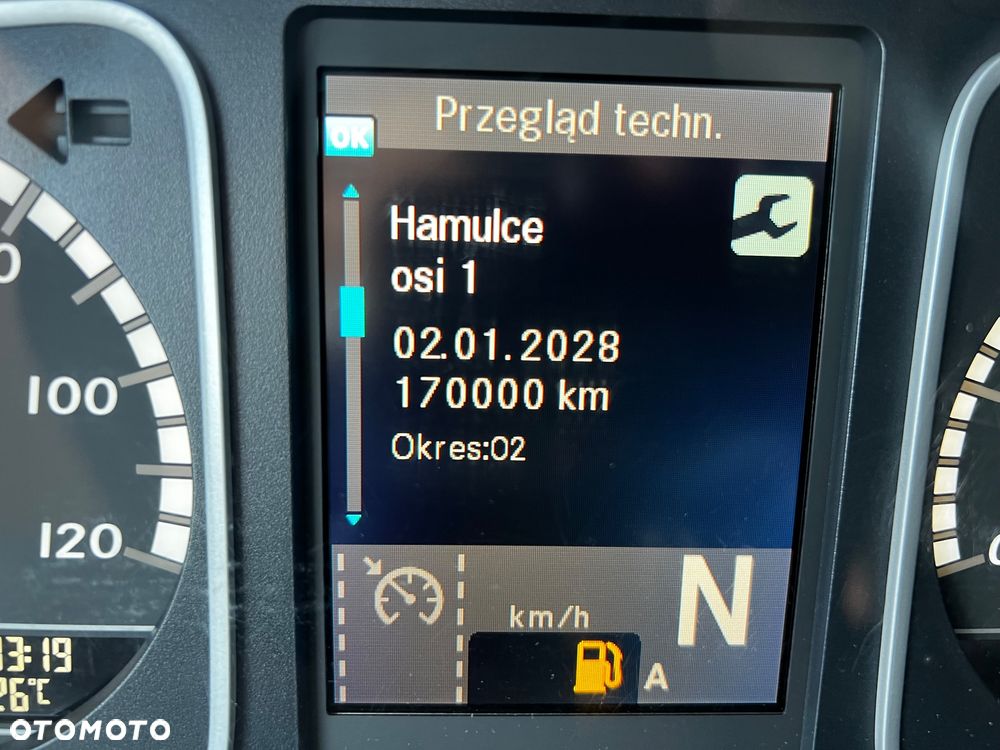 Przegląd techn.
OK
Hamulce
osi 1
02.01.2028
170000 km
Okres:02
100
120
km/h
N
A
13:19
26°C
OTOMOTO